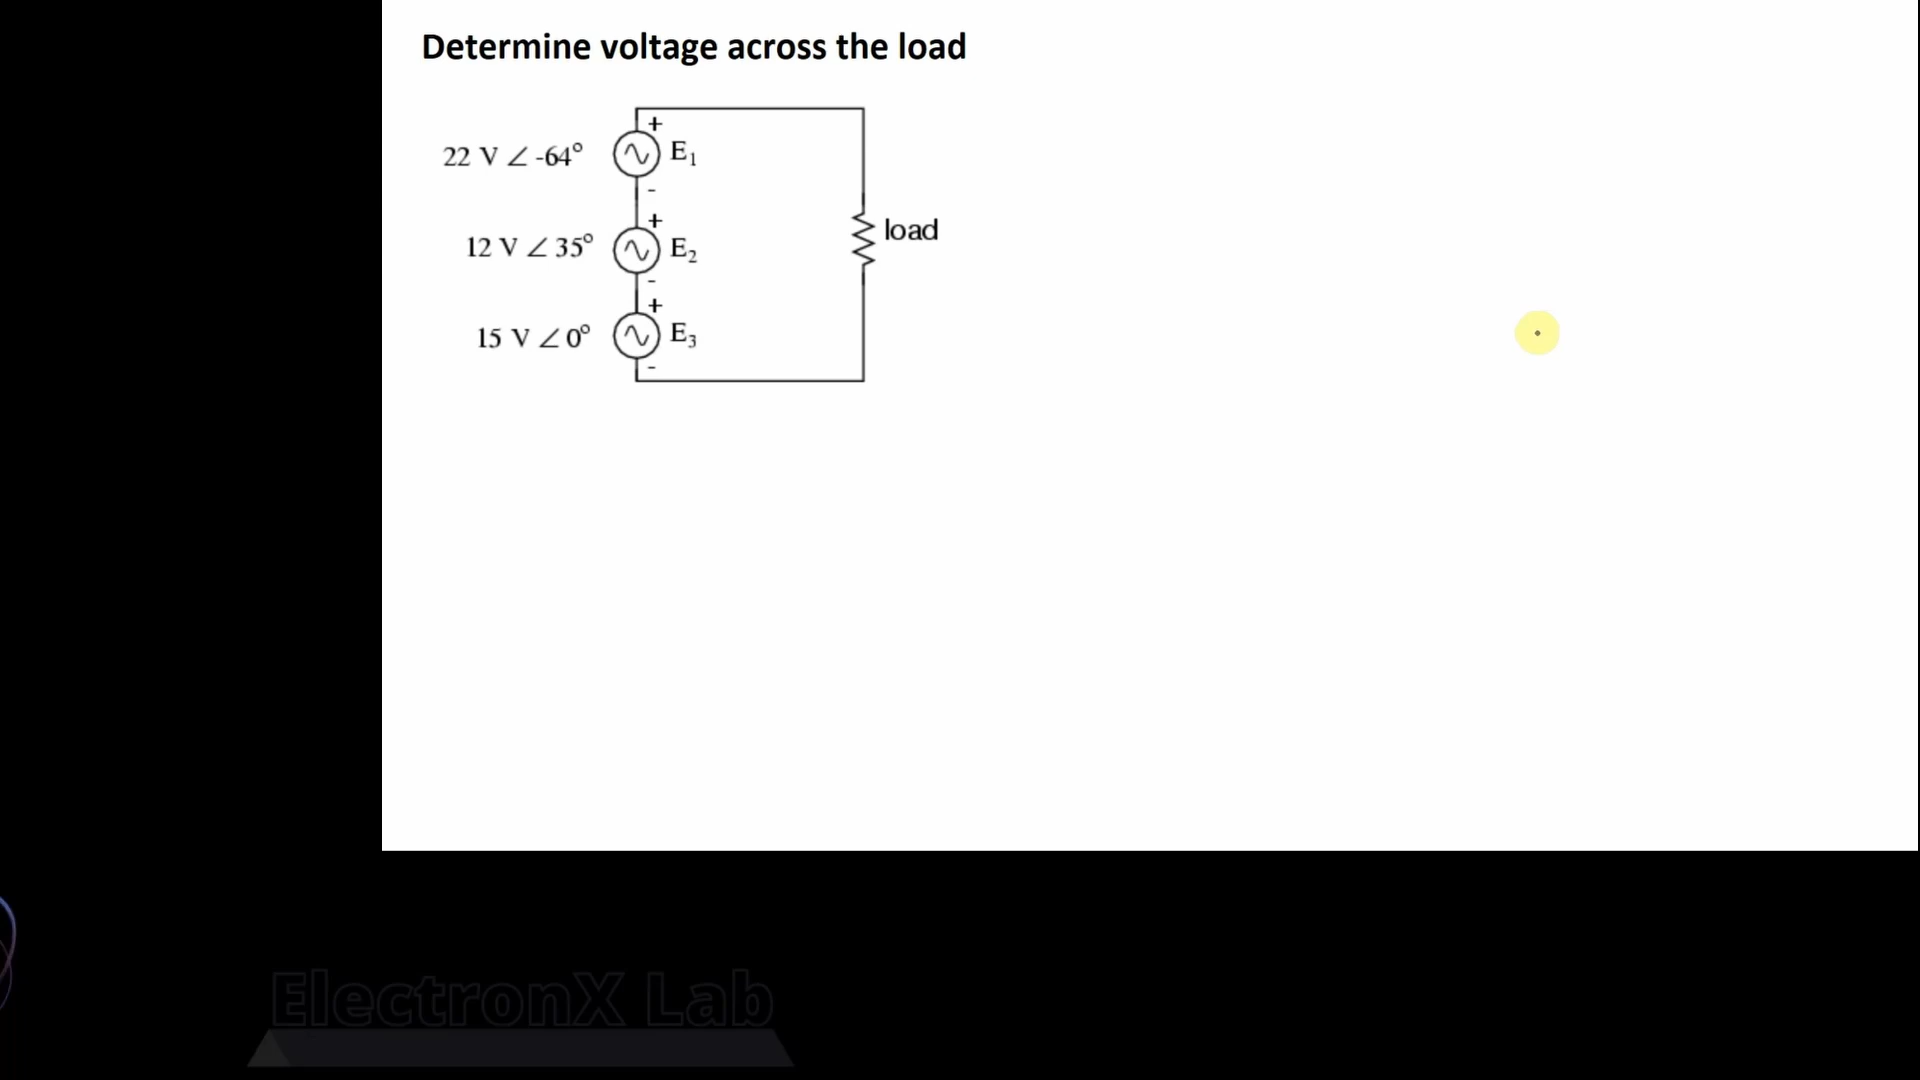 Determine voltage across the load
+
22 V ∠ -64° E₁
-
+
12 V ∠ 35° E₂
load
-
+
15 V ∠ 0° E₃
-
ElectronX Lab